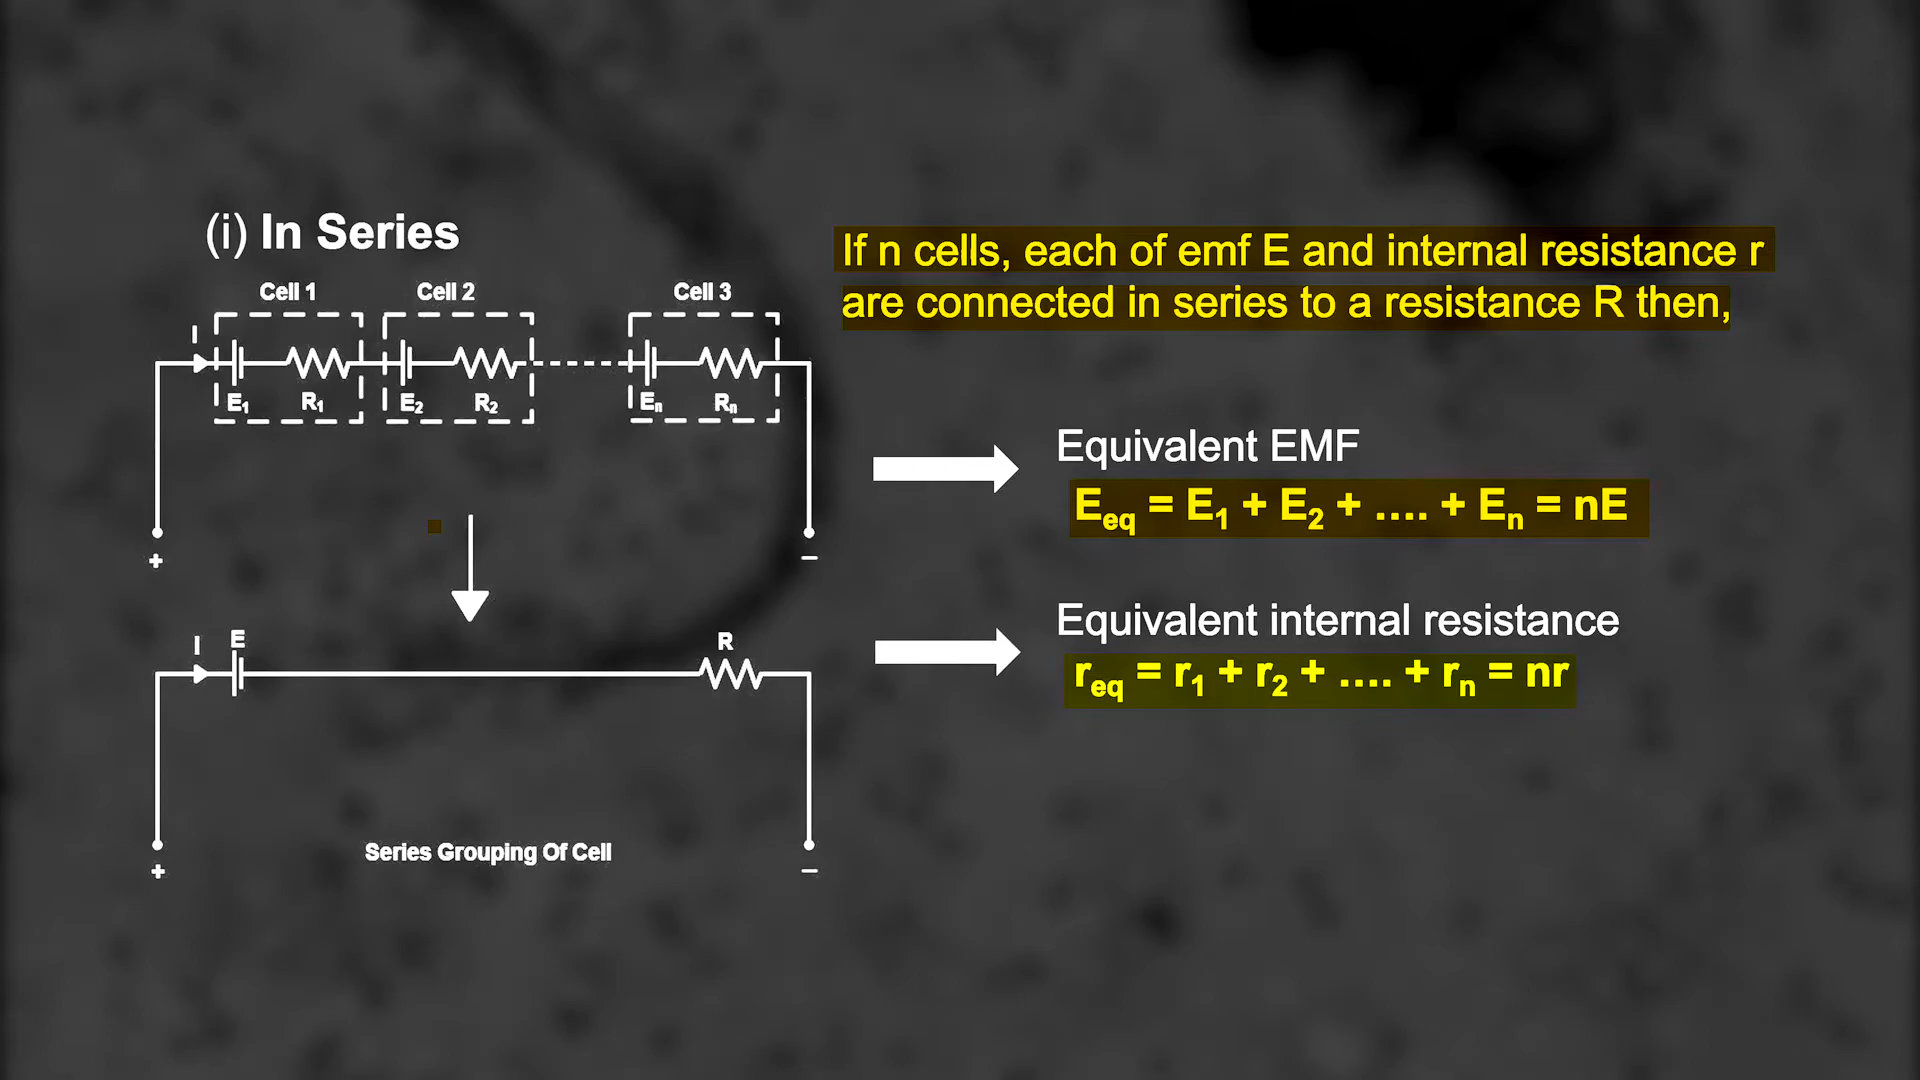 (i) In Series
Cell 1 Cell 2 Cell 3
I
E₁ R₁ E₂ R₂ Eₙ Rₙ
+ −
I E R
+ −
Series Grouping Of Cell
If n cells, each of emf E and internal resistance r
are connected in series to a resistance R then,
Equivalent EMF
E_eq = E₁ + E₂ + .... + Eₙ = nE
Equivalent internal resistance
r_eq = r₁ + r₂ + .... + rₙ = nr